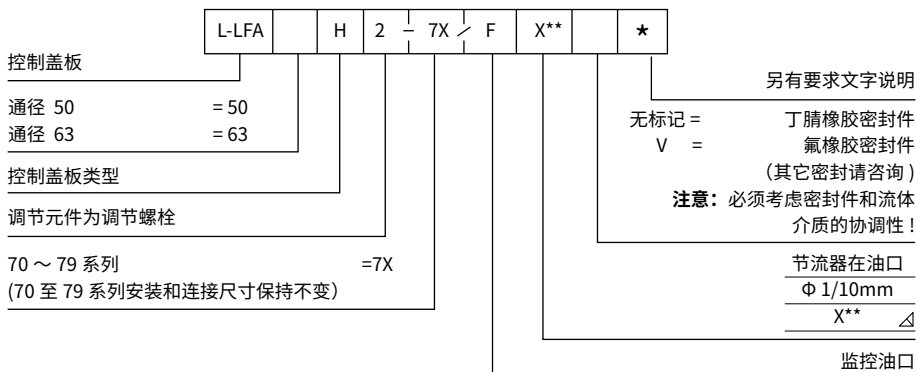 L-LFA H 2 – 7X / F X** *
控制盖板
通径 50 = 50
通径 63 = 63
控制盖板类型
调节元件为调节螺栓
70 ～ 79 系列 =7X
(70 至 79 系列安装和连接尺寸保持不变）
另有要求文字说明
无标记 = 丁腈橡胶密封件
V = 氟橡胶密封件
（其它密封请咨询 )
注意：必须考虑密封件和流体
介质的协调性 !
节流器在油口
Φ 1/10mm
X**
监控油口